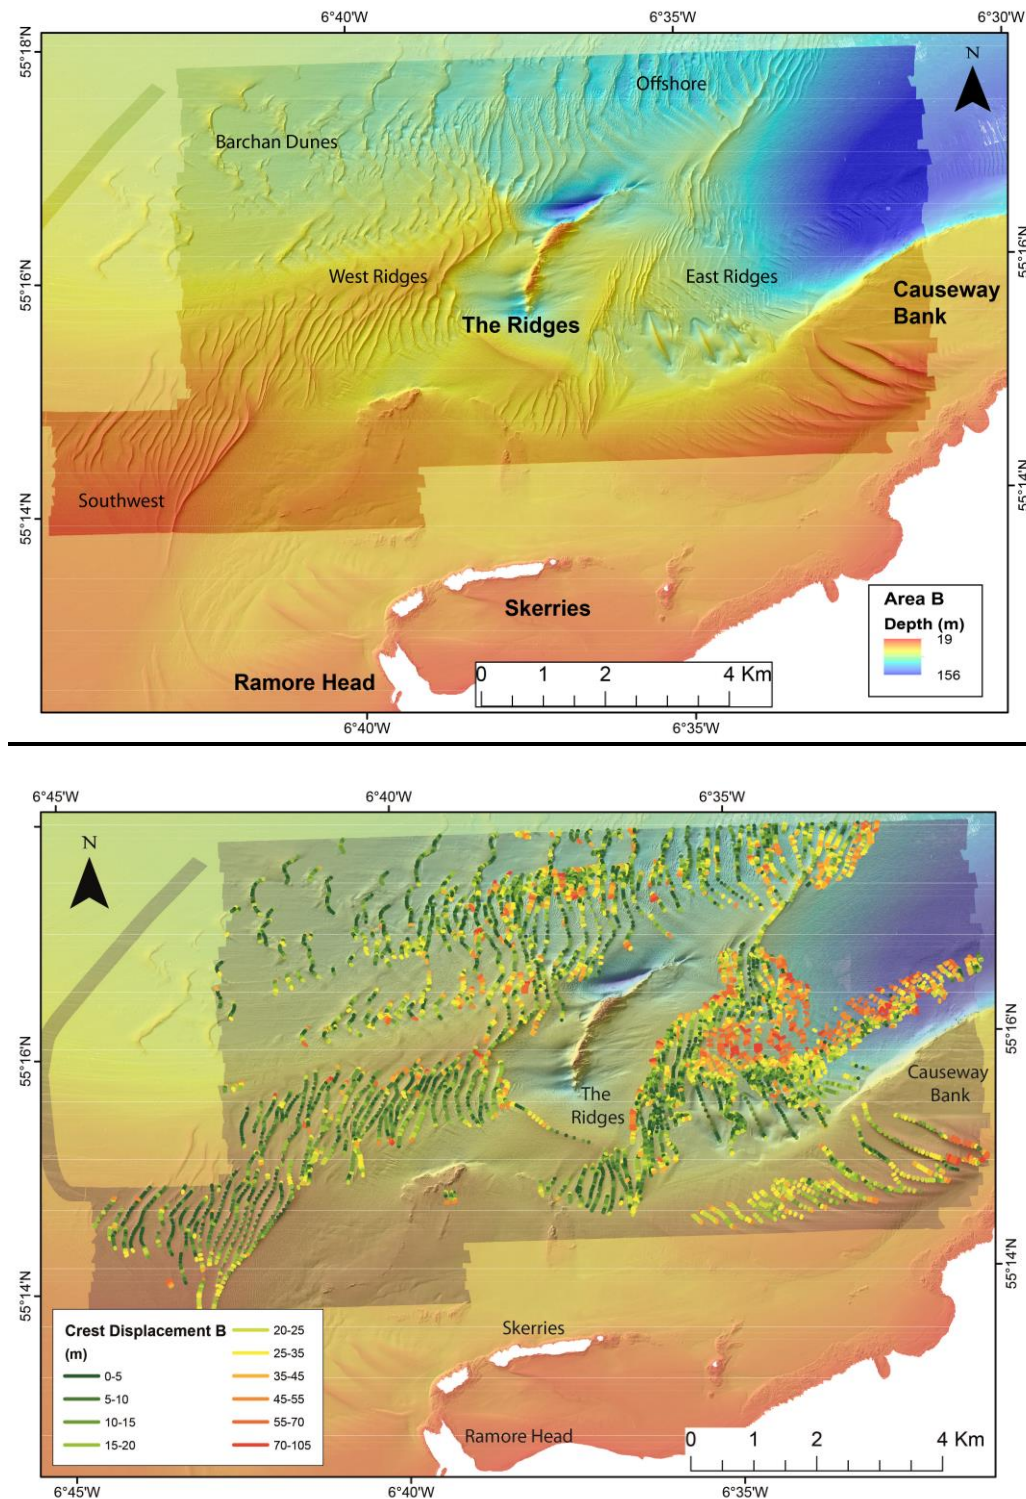 6°40'W 6°35'W 6°30'W
55°18'N
N
Offshore
Barchan Dunes
55°16'N
55°16'N
West Ridges
East Ridges
Causeway
Bank
The Ridges
55°14'N
55°14'N
Southwest
Area B
Depth (m)
19
156
Skerries
Ramore Head
0 1 2 4 Km
6°40'W 6°35'W
6°45'W 6°40'W 6°35'W
N
55°16'N
55°16'N
Causeway
Bank
The
Ridges
55°14'N
55°14'N
Crest Displacement B
(m)
0-5
5-10
10-15
15-20
20-25
25-35
35-45
45-55
55-70
70-105
Skerries
Ramore Head
0 1 2 4 Km
6°45'W 6°40'W 6°35'W